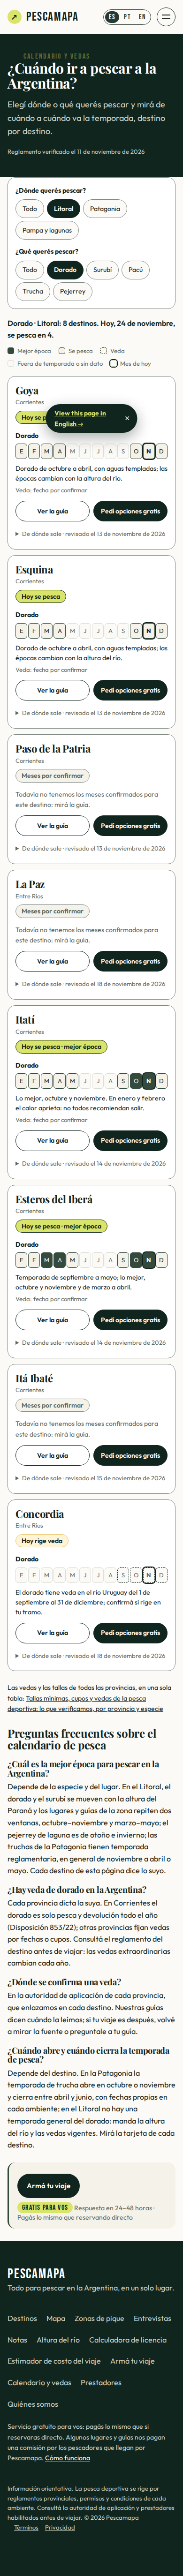 PESCAMAPA
ES PT EN
CALENDARIO Y VEDAS
¿Cuándo ir a pescar a la
Argentina?
Elegí dónde o qué querés pescar y mirá de
cuándo a cuándo va la temporada, destino
por destino.
Reglamento verificado el 11 de noviembre de 2026
¿Dónde querés pescar?
Todo Litoral Patagonia
Pampa y lagunas
¿Qué querés pescar?
Todo Dorado Surubí Pacú
Trucha Pejerrey
Dorado · Litoral: 8 destinos. Hoy, 24 de noviembre,
se pesca en 4.
Mejor época Se pesca Veda
Fuera de temporada o sin dato Mes de hoy
Goya
Corrientes
Hoy se
View this page in
English →
×
Dorado
E F M A M J J A S O N D
Dorado de octubre a abril, con aguas templadas; las
épocas cambian con la altura del río.
Veda: fecha por confirmar
Ver la guía Pedí opciones gratis
▸ De dónde sale · revisado el 13 de noviembre de 2026
Esquina
Corrientes
Hoy se pesca
Dorado
E F M A M J J A S O N D
Dorado de octubre a abril, con aguas templadas; las
épocas cambian con la altura del río.
Veda: fecha por confirmar
Ver la guía Pedí opciones gratis
▸ De dónde sale · revisado el 13 de noviembre de 2026
Paso de la Patria
Corrientes
Meses por confirmar
Todavía no tenemos los meses confirmados para
este destino: mirá la guía.
Ver la guía Pedí opciones gratis
▸ De dónde sale · revisado el 13 de noviembre de 2026
La Paz
Entre Ríos
Meses por confirmar
Todavía no tenemos los meses confirmados para
este destino: mirá la guía.
Ver la guía Pedí opciones gratis
▸ De dónde sale · revisado el 18 de noviembre de 2026
Itatí
Corrientes
Hoy se pesca · mejor época
Dorado
E F M A M J J A S O N D
Lo mejor, octubre y noviembre. En enero y febrero
el calor aprieta: no todos recomiendan salir.
Veda: fecha por confirmar
Ver la guía Pedí opciones gratis
▸ De dónde sale · revisado el 14 de noviembre de 2026
Esteros del Iberá
Corrientes
Hoy se pesca · mejor época
Dorado
E F M A M J J A S O N D
Temporada de septiembre a mayo; lo mejor,
octubre y noviembre y de marzo a abril.
Veda: fecha por confirmar
Ver la guía Pedí opciones gratis
▸ De dónde sale · revisado el 14 de noviembre de 2026
Itá Ibaté
Corrientes
Meses por confirmar
Todavía no tenemos los meses confirmados para
este destino: mirá la guía.
Ver la guía Pedí opciones gratis
▸ De dónde sale · revisado el 15 de noviembre de 2026
Concordia
Entre Ríos
Hay rige veda
Dorado
E F M A M J J A S O N D
El dorado tiene veda en el río Uruguay del 1 de
septiembre al 31 de diciembre; confirmá si rige en
tu tramo.
Ver la guía Pedí opciones gratis
▸ De dónde sale · revisado el 18 de noviembre de 2026
Las vedas y las tallas de todas las provincias, en una sola
tabla: Tallas mínimas, cupos y vedas de la pesca
deportiva: lo que verificamos, por provincia y especie
Preguntas frecuentes sobre el
calendario de pesca
¿Cuál es la mejor época para pescar en la
Argentina?
Depende de la especie y del lugar. En el Litoral, el
dorado y el surubí se mueven con la altura del
Paraná y los lugares y guías de la zona repiten dos
ventanas, octubre–noviembre y marzo–mayo; el
pejerrey de laguna es de otoño e invierno; las
truchas de la Patagonia tienen temporada
reglamentaria, en general de noviembre a abril o
mayo. Cada destino de esta página dice lo suyo.
¿Hay veda de dorado en la Argentina?
Cada provincia dicta la suya. En Corrientes el
dorado es solo pesca y devolución todo el año
(Disposición 853/22); otras provincias fijan vedas
por fechas o cupos. Consultá el reglamento del
destino antes de viajar: las vedas extraordinarias
cambian cada año.
¿Dónde se confirma una veda?
En la autoridad de aplicación de cada provincia,
que enlazamos en cada destino. Nuestras guías
dicen cuándo la leímos; si tu viaje es después, volvé
a mirar la fuente o preguntale a tu guía.
¿Cuándo abre y cuándo cierra la temporada
de pesca?
Depende del destino. En la Patagonia la
temporada de trucha abre en octubre o noviembre
y cierra entre abril y junio, con fechas propias en
cada ambiente; en el Litoral no hay una
temporada general del dorado: manda la altura
del río y las vedas vigentes. Mirá la tarjeta de cada
destino.
Armá tu viaje
GRATIS PARA VOS Respuesta en 24–48 horas ·
Pagás lo mismo que reservando directo
PESCAMAPA
Todo para pescar en la Argentina, en un solo lugar.
Destinos Mapa Zonas de pique Entrevistas
Notas Altura del río Calculadora de licencia
Estimador de costo del viaje Armá tu viaje
Calendario y vedas Prestadores
Quiénes somos
Servicio gratuito para vos: pagás lo mismo que si
reservaras directo. Algunos lugares y guías nos pagan
una comisión por los pescadores que llegan por
Pescamapa. Cómo funciona
Información orientativa. La pesca deportiva se rige por
reglamentos provinciales, permisos y condiciones de cada
ambiente. Consultá la autoridad de aplicación y prestadores
habilitados antes de viajar. © 2026 Pescamapa
Términos Privacidad